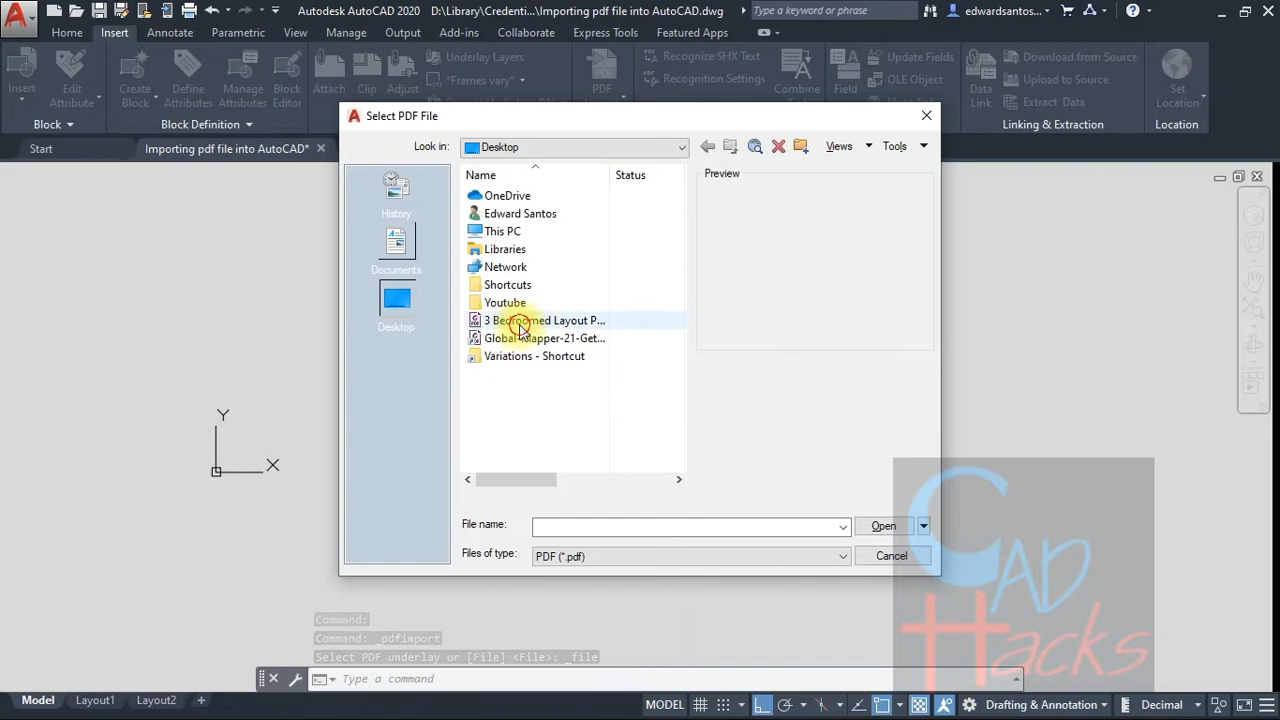 Autodesk AutoCAD 2020 D:\Library\Credenti...\Importing pdf file into AutoCAD.dwg
Type a keyword or phrase
edwardsantos...
Home Insert Annotate Parametric View Manage Output Add-ins Collaborate Express Tools Featured Apps
Insert
Edit
Attribute
Create
Block
Define
Attributes
Manage
Attributes
Block
Editor
Attach
Clip
Adjust
Underlay Layers
"Frames vary"
PDF
Recognize SHX Text
Recognition Settings
Combine
Field
Update Fields
OLE Object
Data
Link
Download from Source
Upload to Source
Extract Data
Set
Location
Block
Block Definition
Linking & Extraction
Location
Start
Importing pdf file into AutoCAD*
Select PDF File
Look in:
Desktop
Views
Tools
History
Documents
Desktop
Name
Status
OneDrive
Edward Santos
This PC
Libraries
Network
Shortcuts
Youtube
3 Bedroomed Layout P...
Global-Mapper-21-Get...
Variations - Shortcut
Preview
File name:
Open
Files of type:
PDF (*.pdf)
Cancel
Y
X
Command:
Command: _pdfimport
Select PDF underlay or [File] <File>: _file
Type a command
CAD
Hacks
Model Layout1 Layout2 +
MODEL
Drafting & Annotation
Decimal